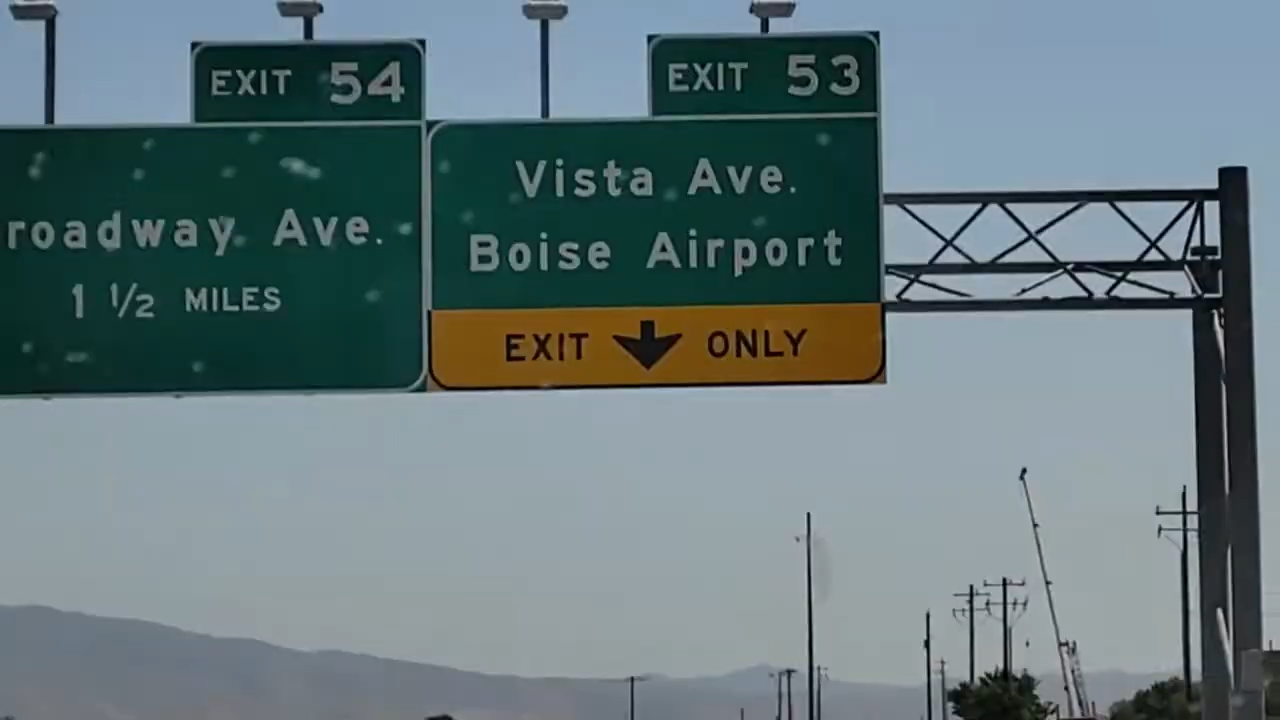 EXIT 54
roadway Ave.
1 1/2 MILES
EXIT 53
Vista Ave.
Boise Airport
EXIT ONLY